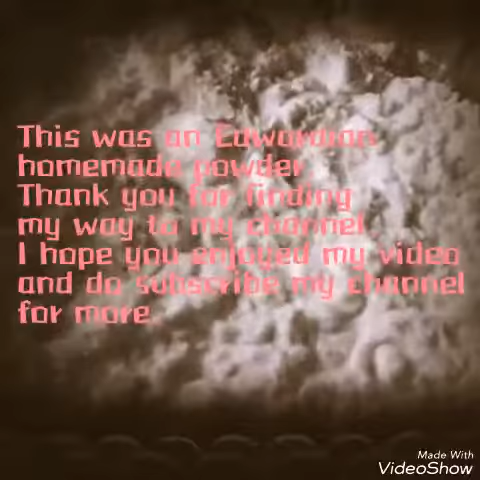 This was an Edwardian
homemade powder.
Thank you for finding
my way to my channel.
I hope you enjoyed my video
and do subscribe my channel
for more.
Made With
VideoShow